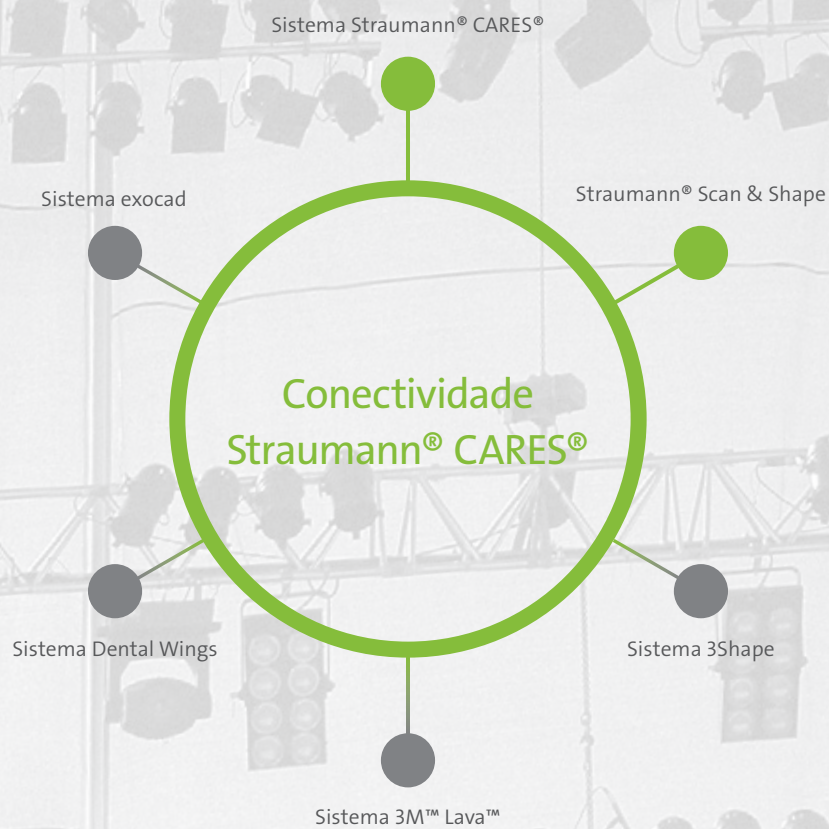 Sistema Straumann® CARES®
Sistema exocad
Straumann® Scan & Shape
Conectividade
Straumann® CARES®
Sistema Dental Wings
Sistema 3Shape
Sistema 3M™ Lava™